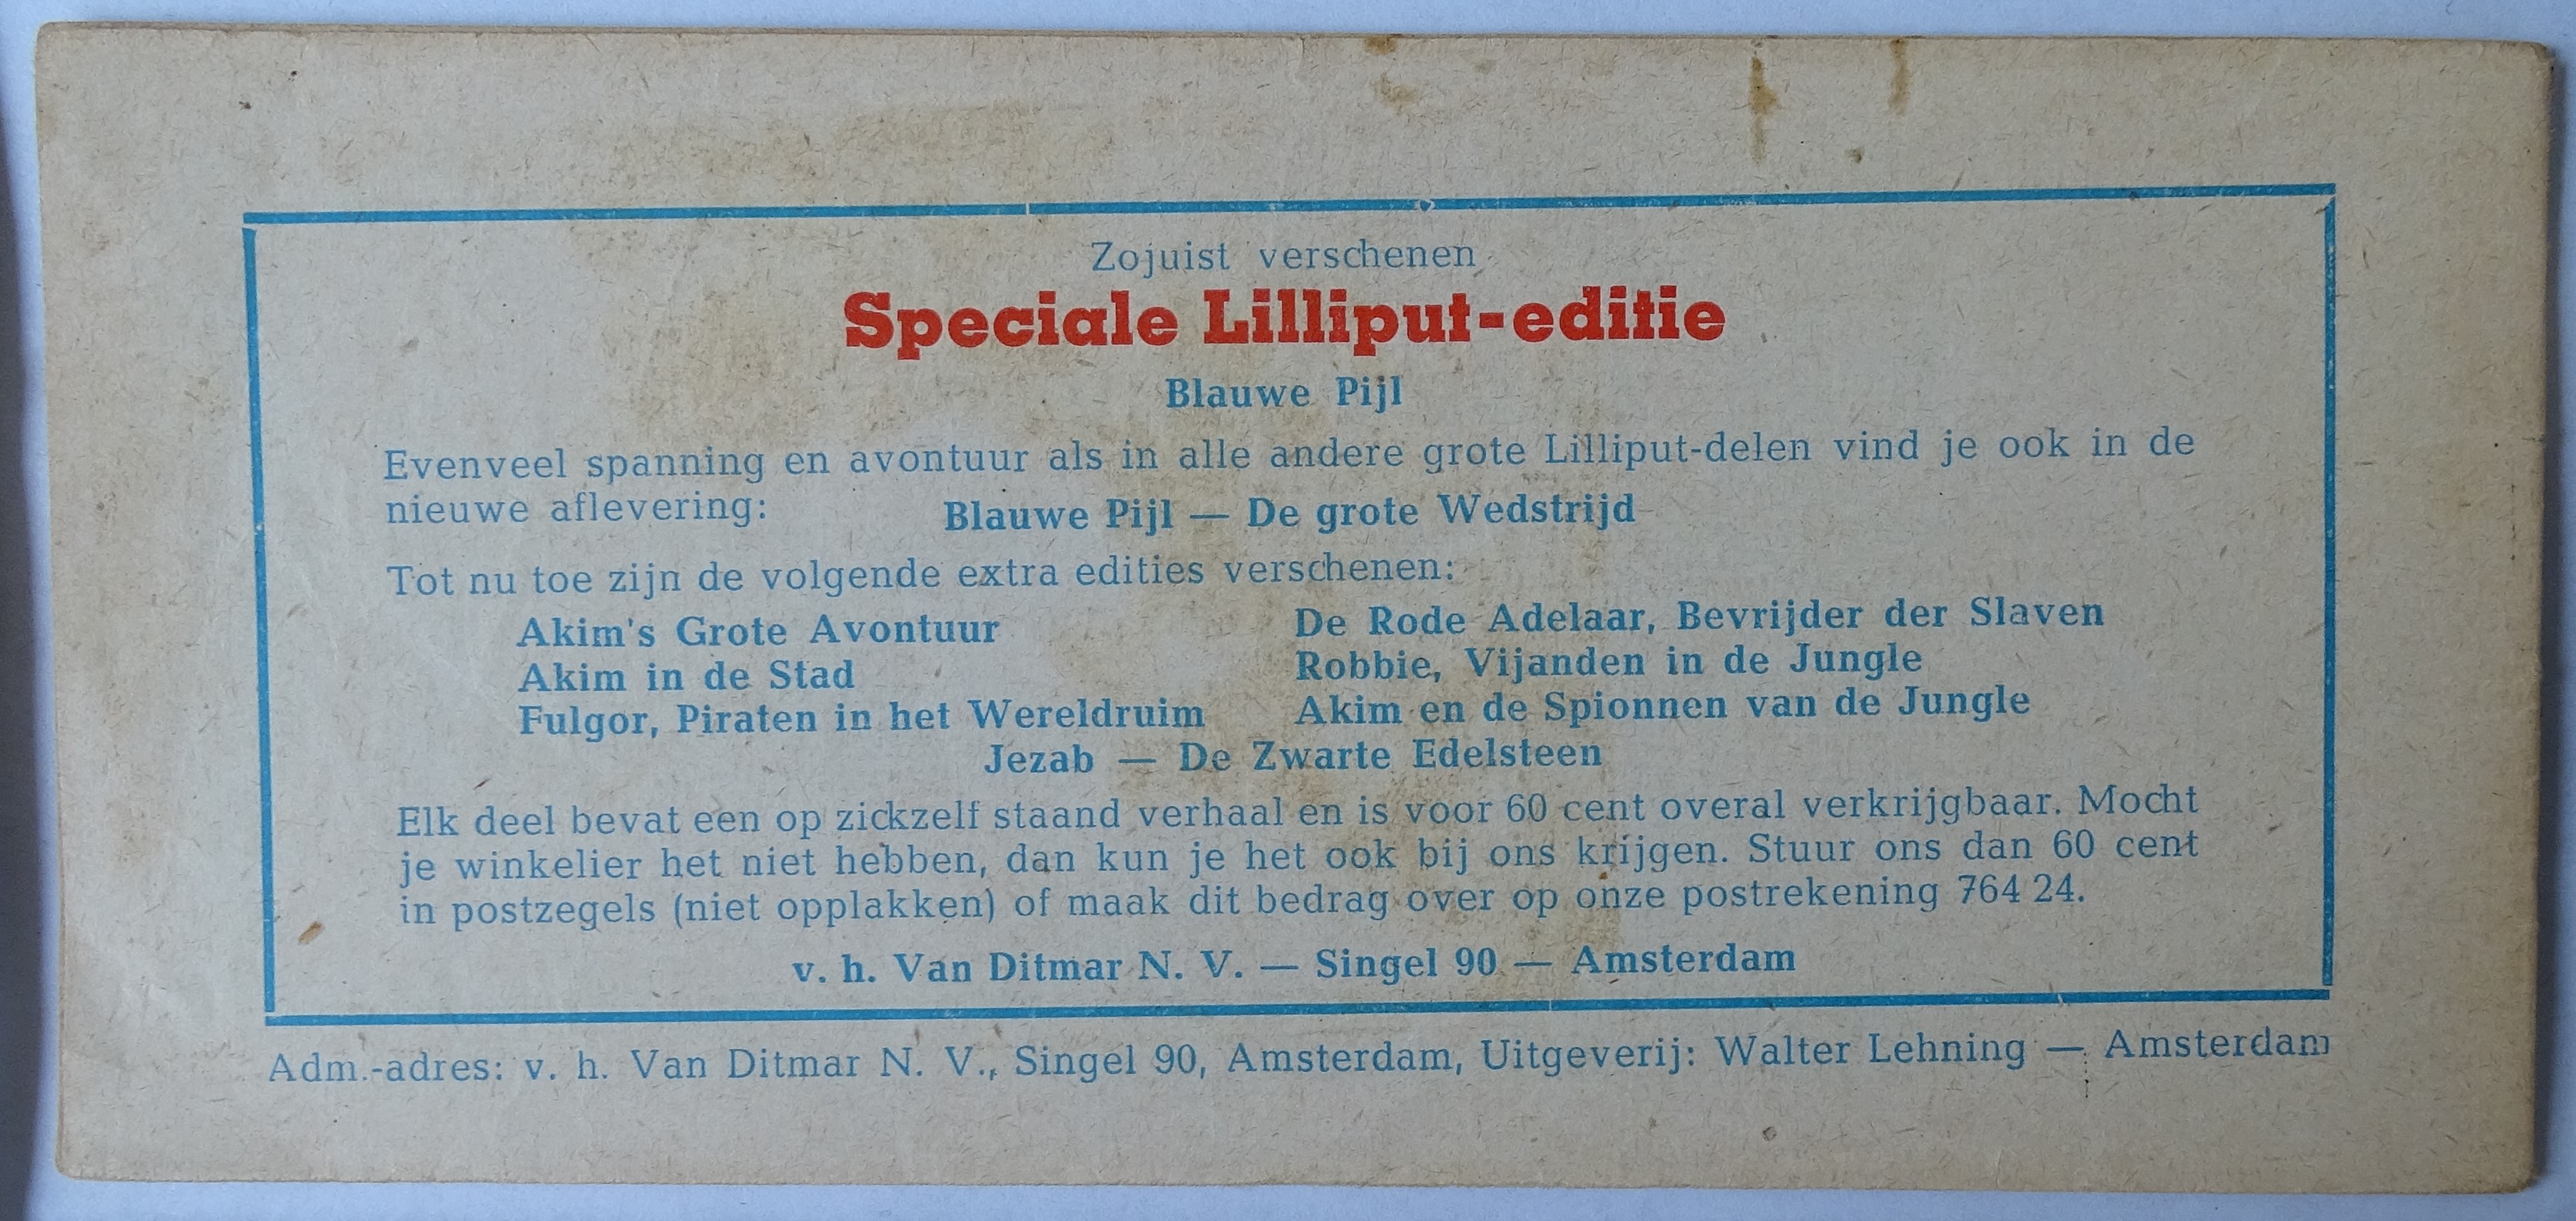 Zojuist verschenen
Speciale Lilliput-editie
Blauwe Pijl
Evenveel spanning en avontuur als in alle andere grote Lilliput-delen vind je ook in de
nieuwe aflevering: Blauwe Pijl — De grote Wedstrijd
Tot nu toe zijn de volgende extra edities verschenen:
Akim's Grote Avontuur
Akim in de Stad
Fulgor, Piraten in het Wereldruim
De Rode Adelaar, Bevrijder der Slaven
Robbie, Vijanden in de Jungle
Akim en de Spionnen van de Jungle
Jezab — De Zwarte Edelsteen
Elk deel bevat een op zickzelf staand verhaal en is voor 60 cent overal verkrijgbaar. Mocht
je winkelier het niet hebben, dan kun je het ook bij ons krijgen. Stuur ons dan 60 cent
in postzegels (niet opplakken) of maak dit bedrag over op onze postrekening 764 24.
v. h. Van Ditmar N. V. — Singel 90 — Amsterdam
Adm.-adres: v. h. Van Ditmar N. V., Singel 90, Amsterdam, Uitgeverij: Walter Lehning — Amsterdam